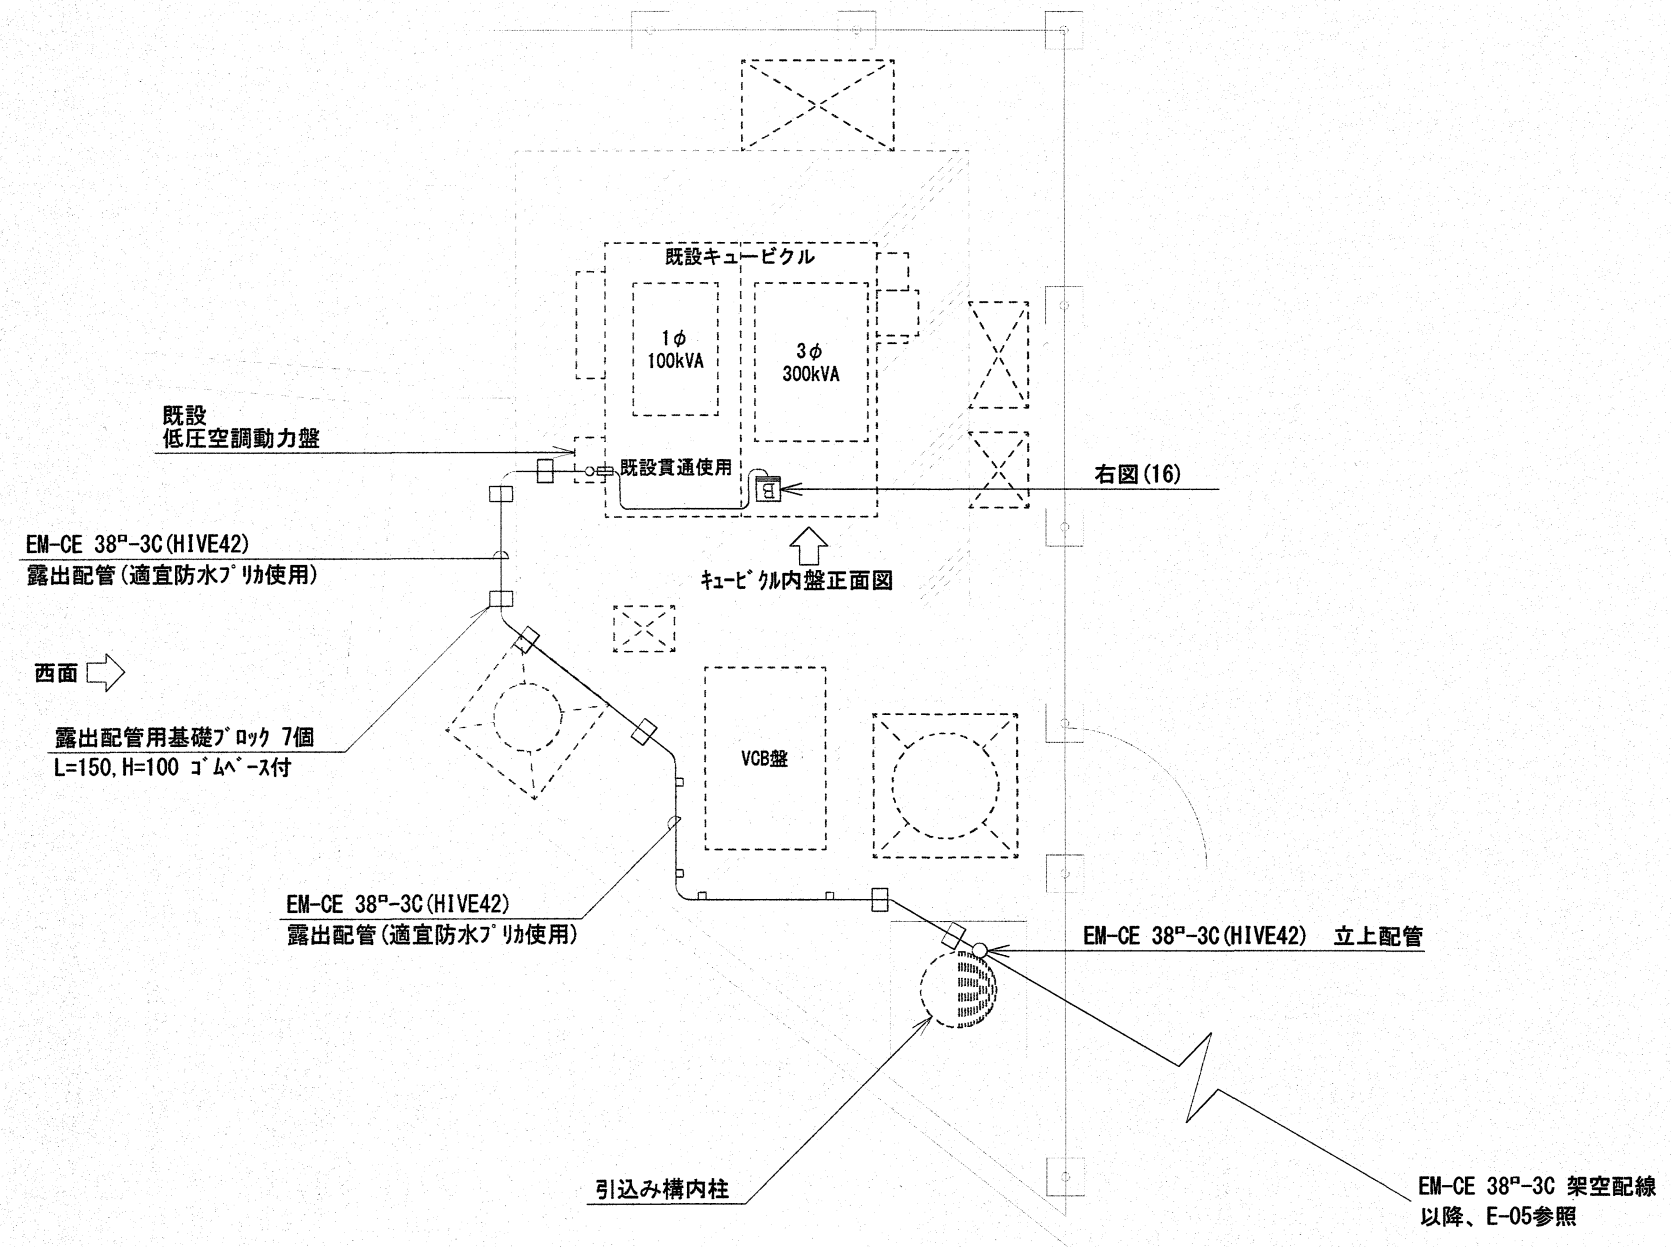 既設キュービクル
1φ
100kVA
3φ
300kVA
既設
低圧空調動力盤
既設貫通使用
B
右図(16)
EM-CE 38□-3C(HIVE42)
露出配管(適宜防水ﾌﾟﾘｶ使用)
ｷｭｰﾋﾞｸﾙ内盤正面図
西面
露出配管用基礎ﾌﾞﾛｯｸ 7個
L=150,H=100 ｺﾞﾑﾍﾞｰｽ付
VCB盤
EM-CE 38□-3C(HIVE42)
露出配管(適宜防水ﾌﾟﾘｶ使用)
EM-CE 38□-3C(HIVE42) 立上配管
引込み構内柱
EM-CE 38□-3C 架空配線
以降、E-05参照